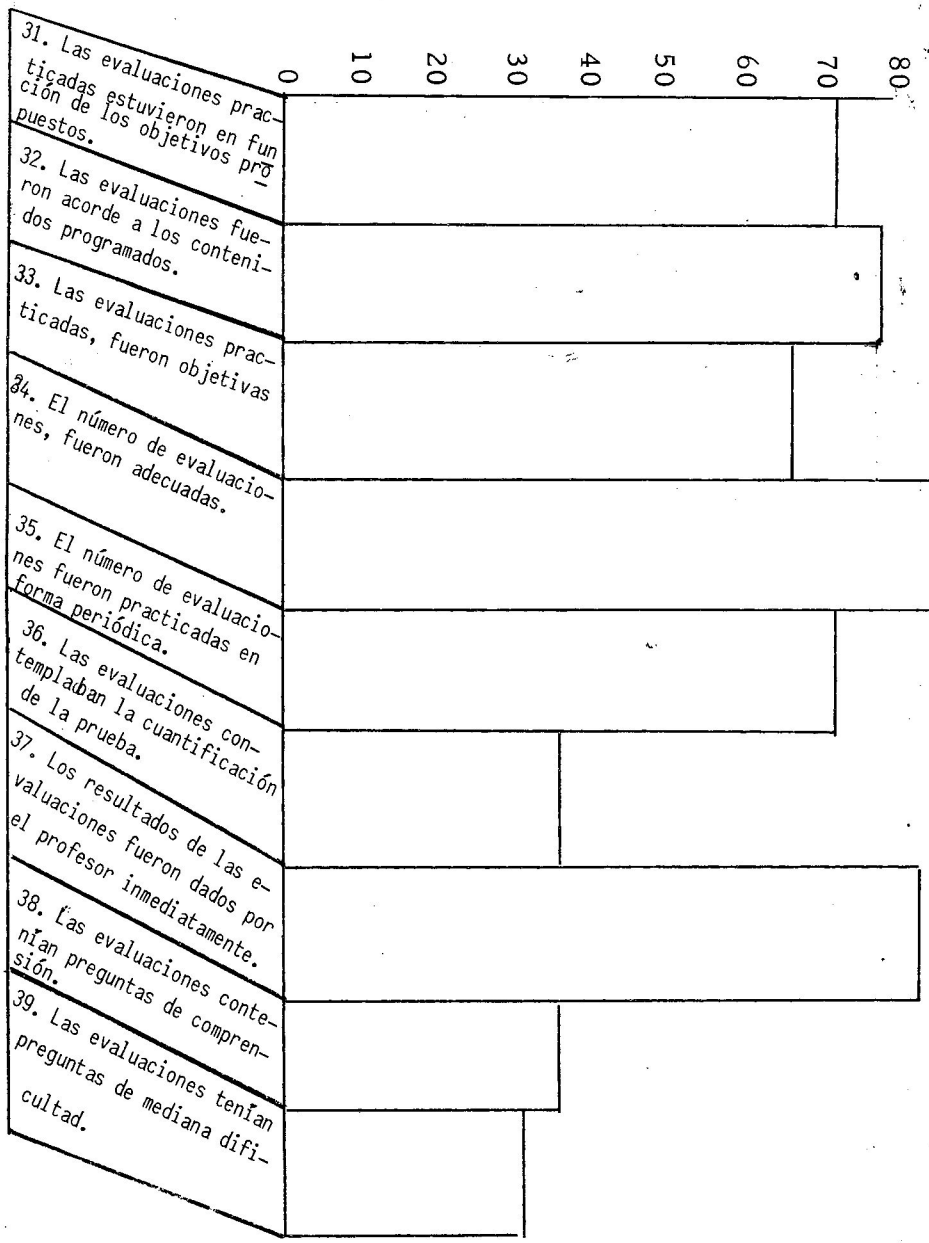 0
10
20
30
40
50
60
70
80
31. Las evaluaciones prac-
ticadas estuvieron en fun
ción de los objetivos pro
puestos.
32. Las evaluaciones fue-
ron acorde a los conteni-
dos programados.
33. Las evaluaciones prac-
ticadas, fueron objetivas
34. El número de evaluacio-
nes, fueron adecuadas.
35. El número de evaluacio-
nes fueron practicadas en
forma periódica.
36. Las evaluaciones con-
templaban la cuantificación
de la prueba.
37. Los resultados de las e-
valuaciones fueron dados por
el profesor inmediatamente.
38. Las evaluaciones conte-
nían preguntas de compren-
sión.
39. Las evaluaciones tenían
preguntas de mediana difi-
cultad.